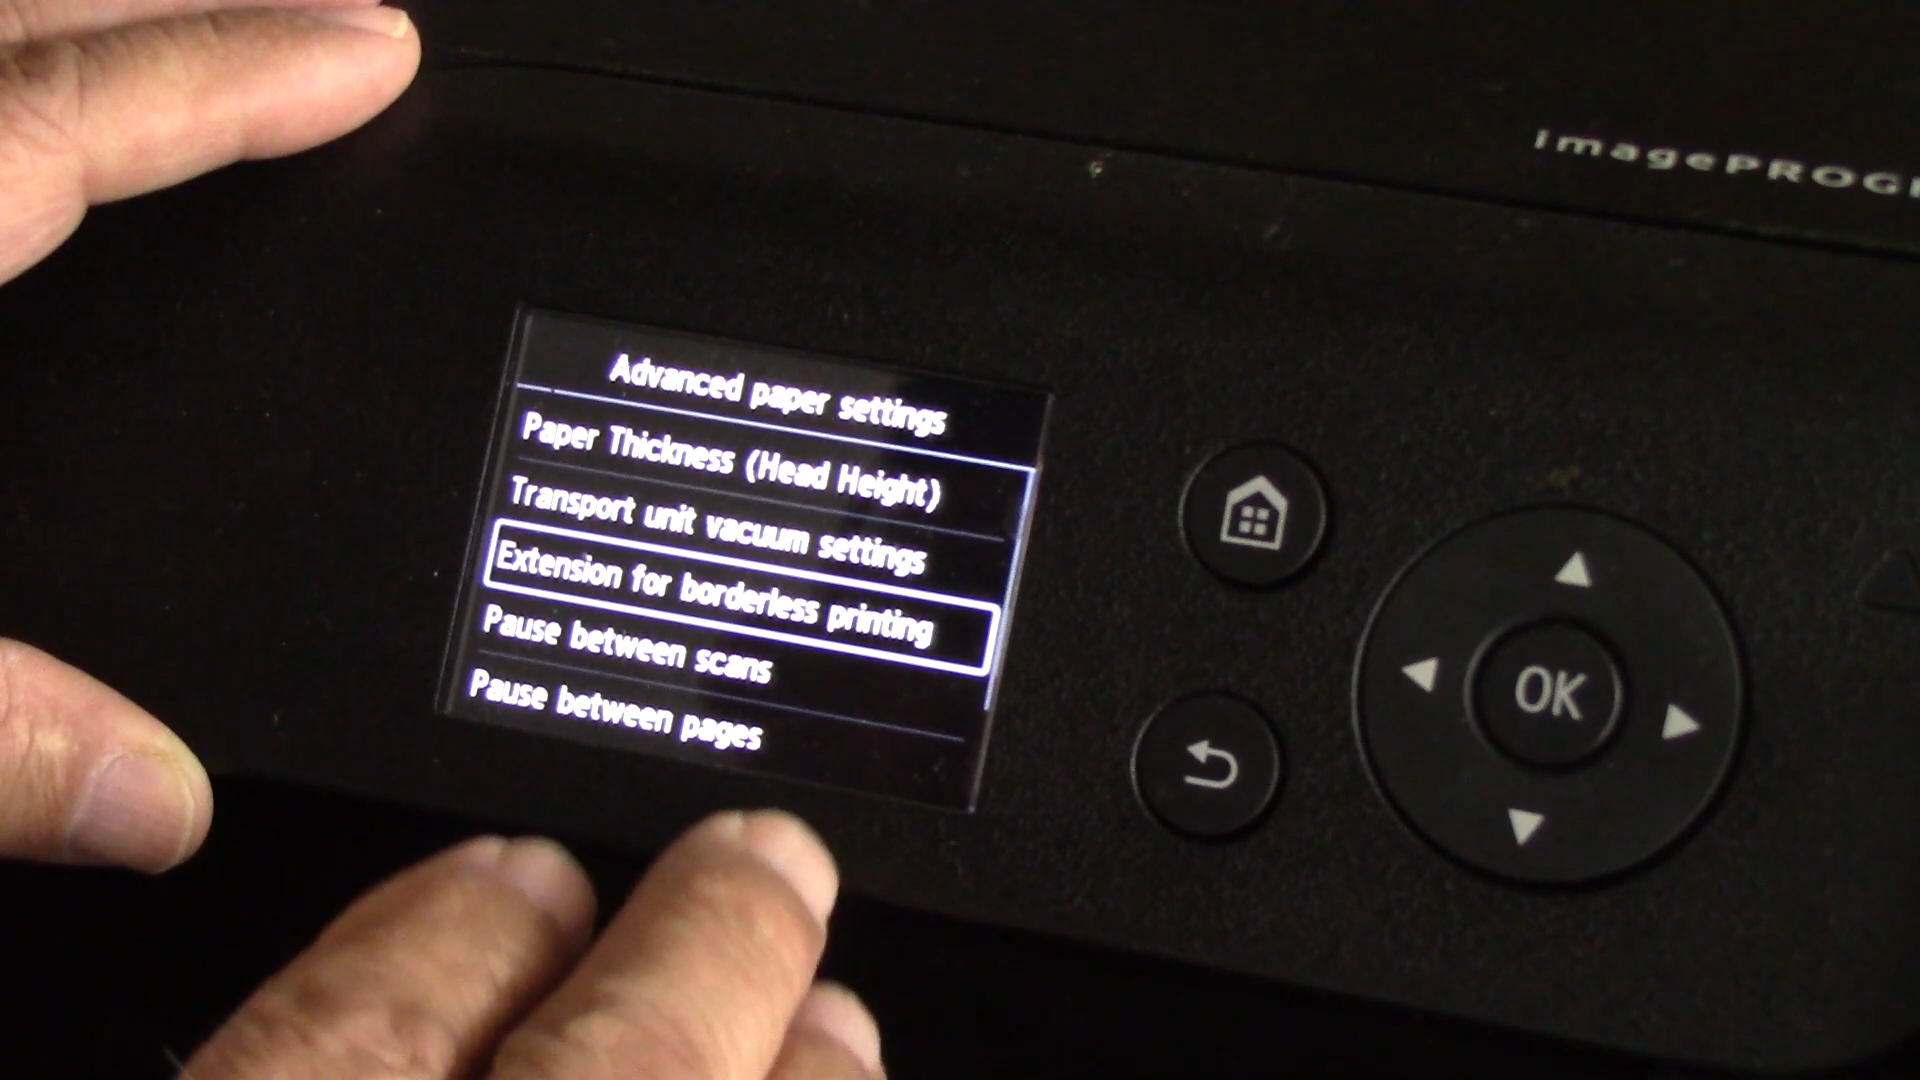 imagePROG
Advanced paper settings
Paper Thickness (Head Height)
Transport unit vacuum settings
Extension for borderless printing
Pause between scans
Pause between pages
OK